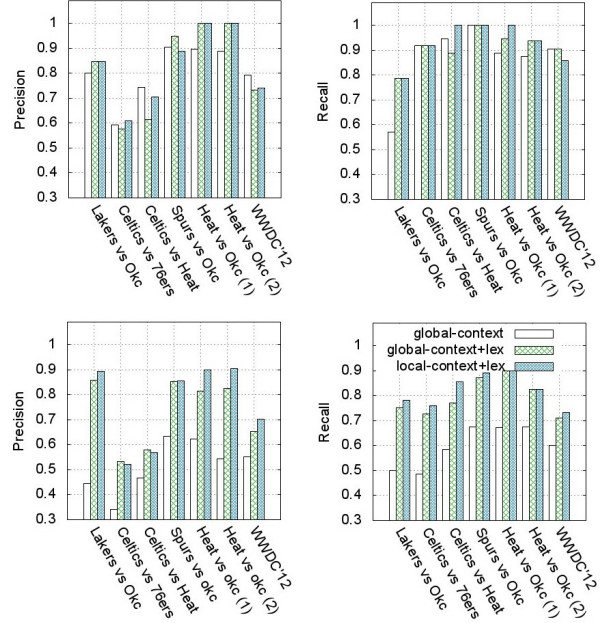 1
0.9
0.8
0.7
0.6
0.5
0.4
0.3
Precision
Lakers vs Okc
Celtics vs 76ers
Celtics vs Heat
Spurs vs Okc
Heat vs Okc (1)
Heat vs Okc (2)
WWDC'12
1
0.9
0.8
0.7
0.6
0.5
0.4
0.3
Recall
Lakers vs Okc
Celtics vs 76ers
Celtics vs Heat
Spurs vs Okc
Heat vs Okc (1)
Heat vs Okc (2)
WWDC'12
1
0.9
0.8
0.7
0.6
0.5
0.4
0.3
Precision
Lakers vs Okc
Celtics vs 76ers
Celtics vs Heat
Spurs vs okc
Heat vs okc (1)
Heat vs okc (2)
WWDC'12
global-context
global-context+lex
local-context+lex
1
0.9
0.8
0.7
0.6
0.5
0.4
0.3
Recall
Lakers vs Okc
Celtics vs 76ers
Celtics vs Heat
Spurs vs Okc
Heat vs Okc (1)
Heat vs Okc (2)
WWDC'12